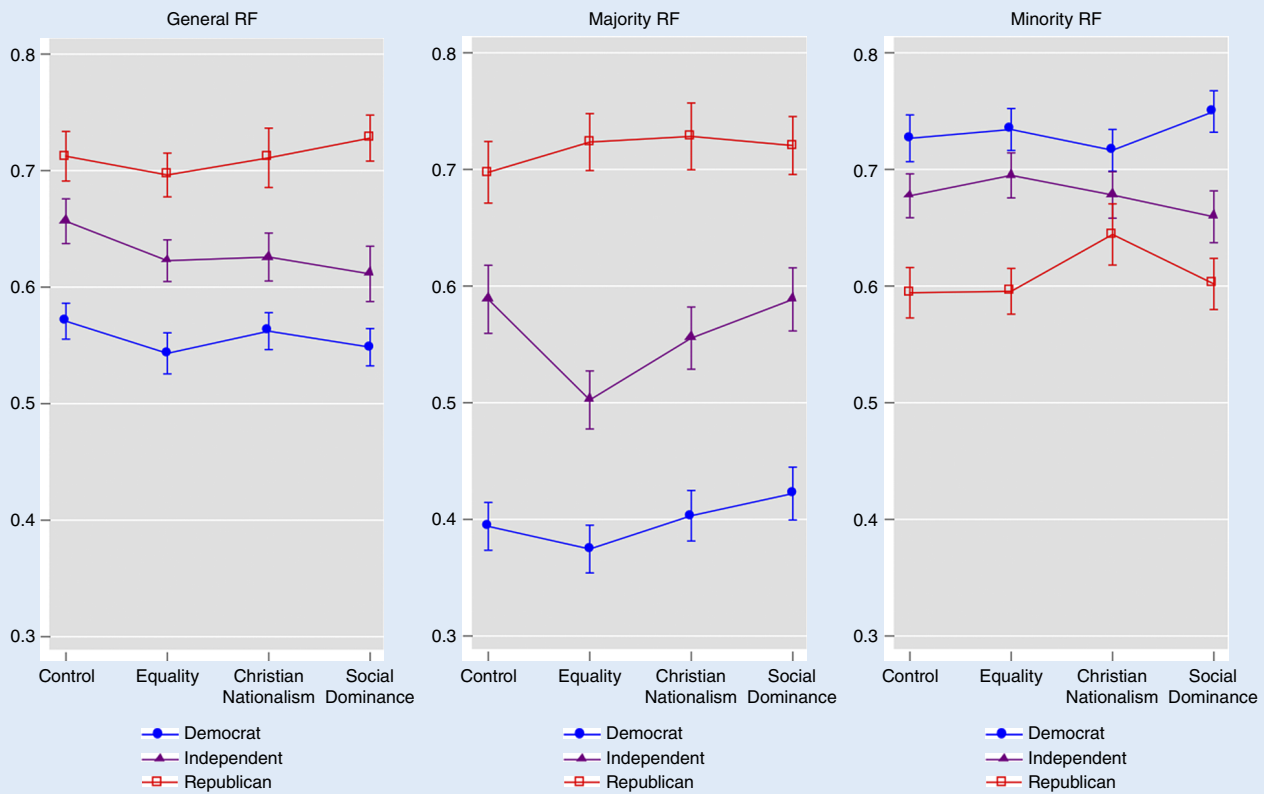 General RF
Majority RF
Minority RF
0.8
0.7
0.6
0.5
0.4
0.3
Control
Equality
Christian
Nationalism
Social
Dominance
Democrat
Independent
Republican
0.8
0.7
0.6
0.5
0.4
0.3
Control
Equality
Christian
Nationalism
Social
Dominance
Democrat
Independent
Republican
0.8
0.7
0.6
0.5
0.4
0.3
Control
Equality
Christian
Nationalism
Social
Dominance
Democrat
Independent
Republican